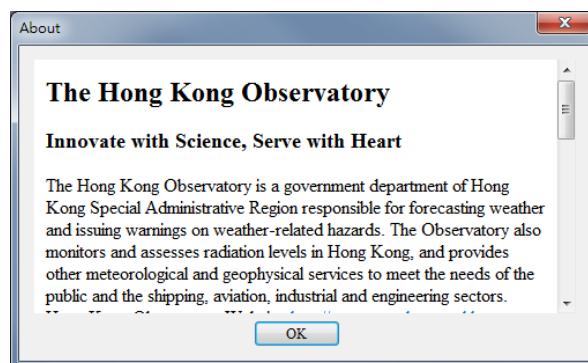 About
The Hong Kong Observatory
Innovate with Science, Serve with Heart
The Hong Kong Observatory is a government department of Hong
Kong Special Administrative Region responsible for forecasting weather
and issuing warnings on weather-related hazards. The Observatory also
monitors and assesses radiation levels in Hong Kong, and provides
other meteorological and geophysical services to meet the needs of the
public and the shipping, aviation, industrial and engineering sectors.
OK